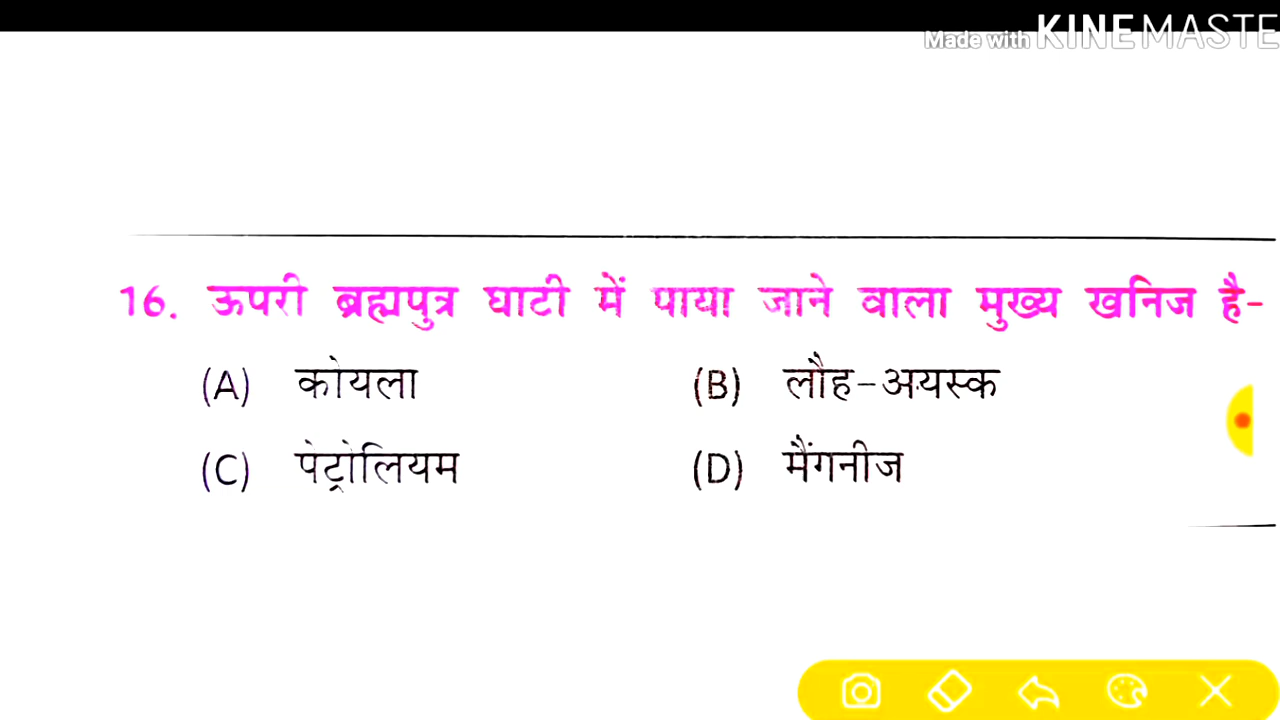 Made with KINEMASTE
16. ऊपरी ब्रह्मपुत्र घाटी में पाया जाने वाला मुख्य खनिज है-
(A) कोयला (B) लौह-अयस्क
(C) पेट्रोलियम (D) मैंगनीज